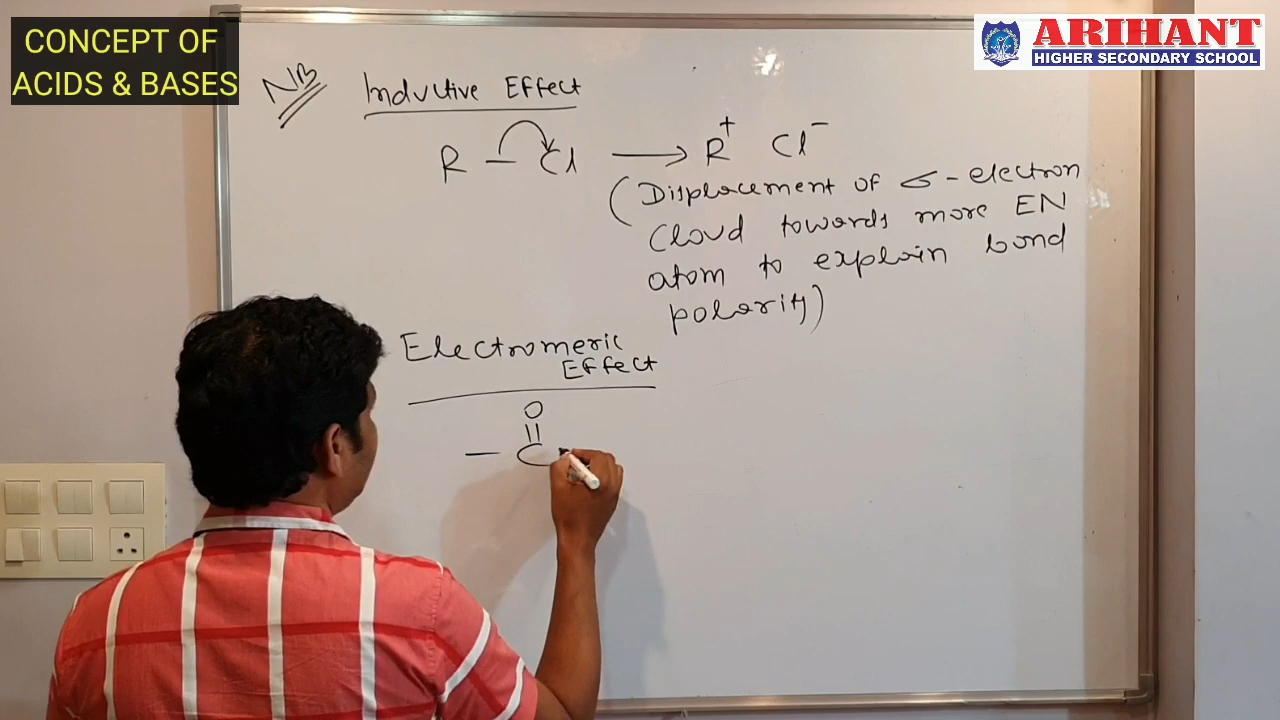 CONCEPT OF
ACIDS & BASES
ARIHANT
HIGHER SECONDARY SCHOOL
NB
Inductive Effect
R — Cl ⟶ R⁺ Cl⁻
(Displacement of σ-electron
Cloud towards more EN
atom to explain bond
polarity)
Electromeric
Effect
O
||
— C